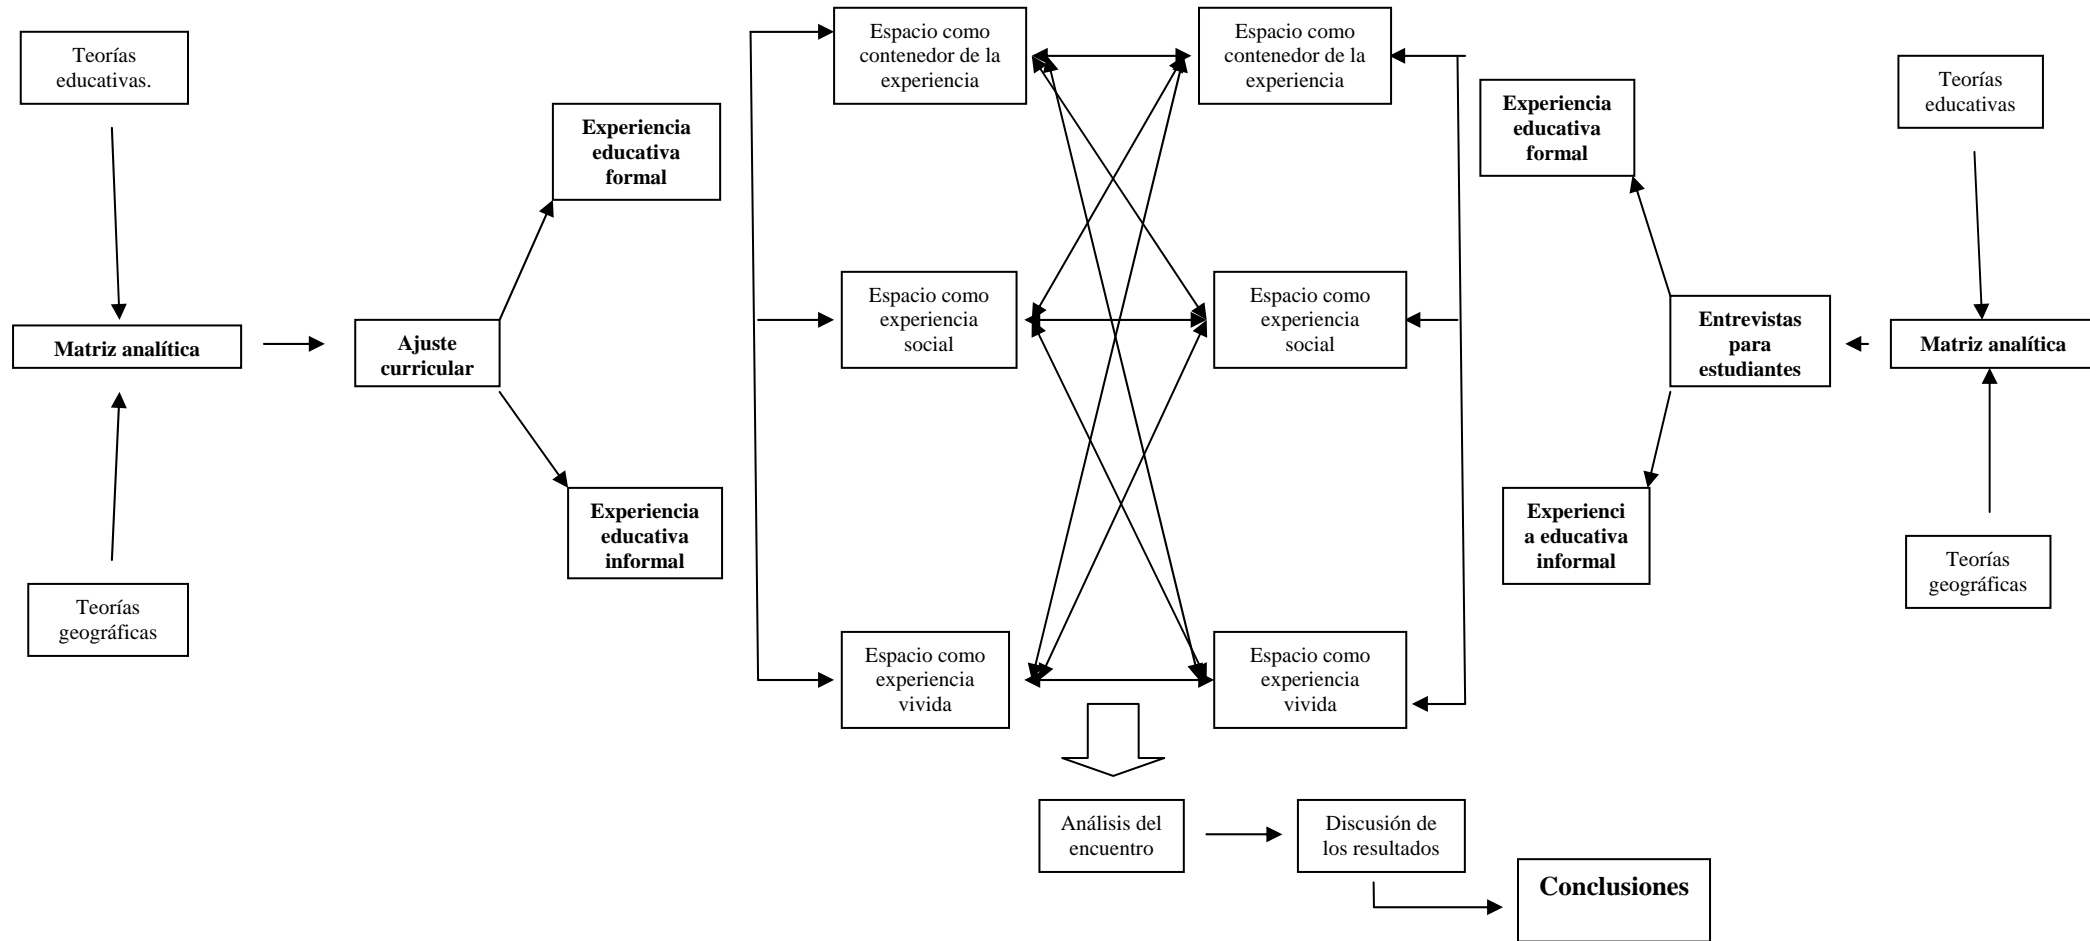 Teorías
educativas.
Matriz analítica
Teorías
geográficas
Ajuste
curricular
Experiencia
educativa
formal
Experiencia
educativa
informal
Espacio como
contenedor de la
experiencia
Espacio como
experiencia
social
Espacio como
experiencia
vivida
Espacio como
contenedor de la
experiencia
Espacio como
experiencia
social
Espacio como
experiencia
vivida
Experiencia
educativa
formal
Experienci
a educativa
informal
Entrevistas
para
estudiantes
Teorías
educativas
Matriz analítica
Teorías
geográficas
Análisis del
encuentro
Discusión de
los resultados
Conclusiones